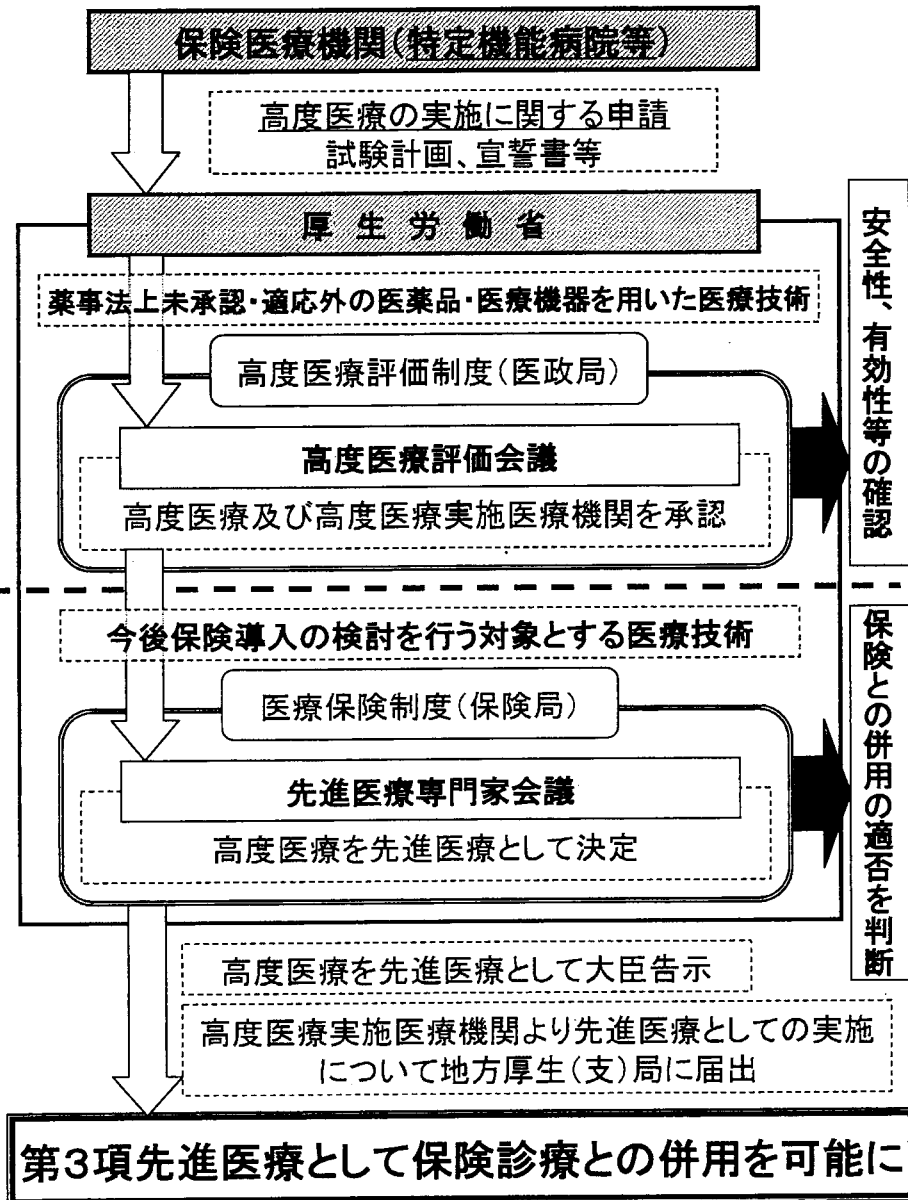 保険医療機関(特定機能病院等)
高度医療の実施に関する申請
試験計画、宣誓書等
厚生労働省
薬事法上未承認・適応外の医薬品・医療機器を用いた医療技術
高度医療評価制度(医政局)
高度医療評価会議
高度医療及び高度医療実施医療機関を承認
安全性、有効性等の確認
今後保険導入の検討を行う対象とする医療技術
医療保険制度(保険局)
先進医療専門家会議
高度医療を先進医療として決定
保険との併用の適否を判断
高度医療を先進医療として大臣告示
高度医療実施医療機関より先進医療としての実施
について地方厚生(支)局に届出
第3項先進医療として保険診療との併用を可能に